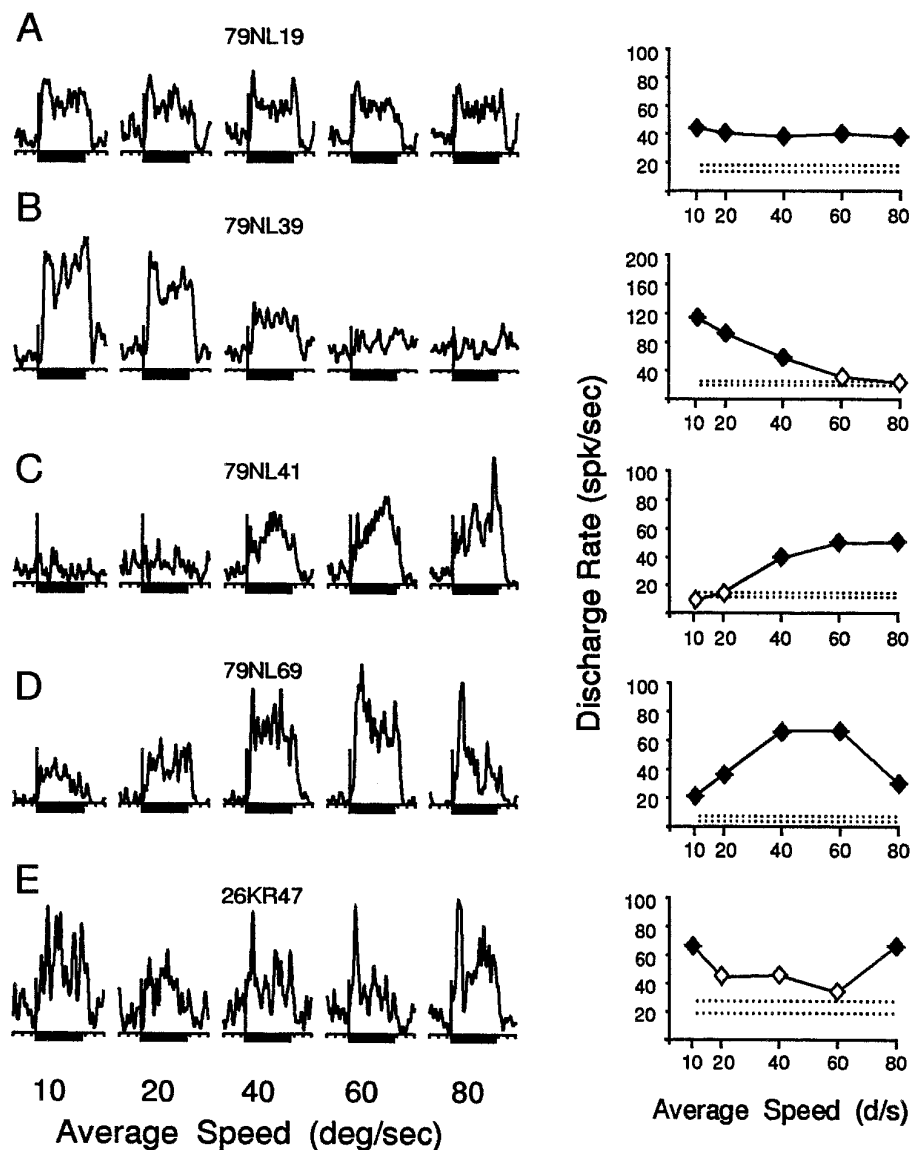 A
79NL19
100
80
60
40
20
10 20 40 60 80
B
79NL39
200
160
120
80
40
10 20 40 60 80
C
79NL41
100
80
60
40
20
10 20 40 60 80
D
79NL69
100
80
60
40
20
10 20 40 60 80
E
26KR47
100
80
60
40
20
10 20 40 60 80
Discharge Rate (spk/sec)
10 20 40 60 80
Average Speed (deg/sec)
Average Speed (d/s)